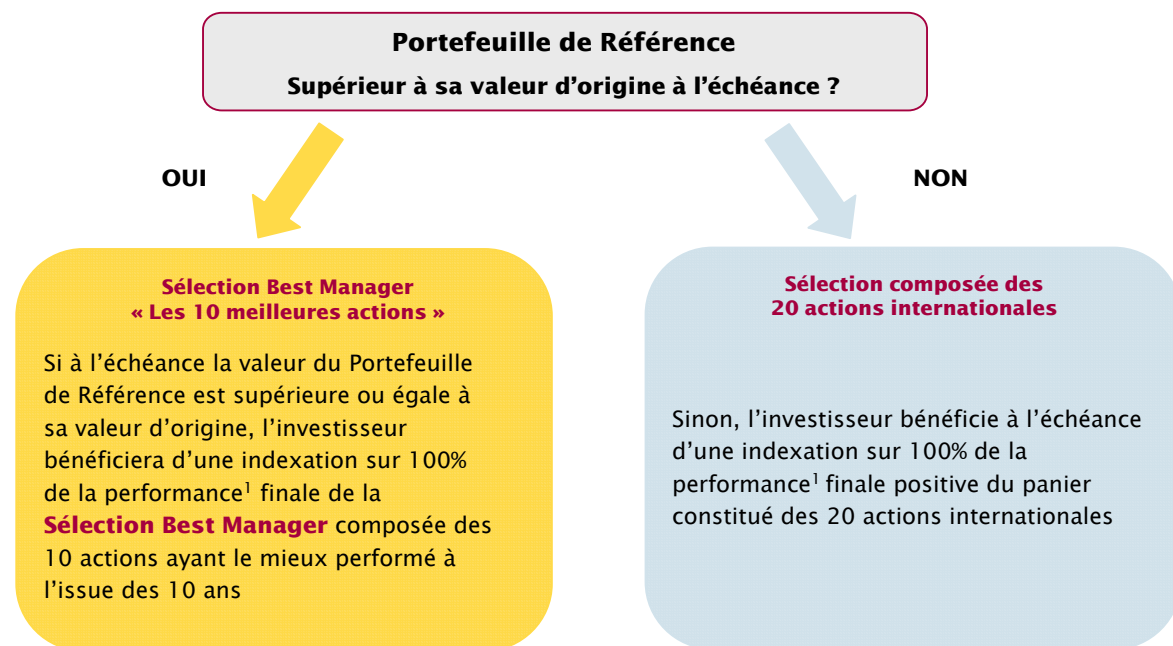 Portefeuille de Référence
Supérieur à sa valeur d’origine à l’échéance ?
OUI
NON
Sélection Best Manager
« Les 10 meilleures actions »
Si à l’échéance la valeur du Portefeuille
de Référence est supérieure ou égale à
sa valeur d’origine, l’investisseur
bénéficiera d’une indexation sur 100%
de la performance¹ finale de la
Sélection Best Manager composée des
10 actions ayant le mieux performé à
l’issue des 10 ans
Sélection composée des
20 actions internationales
Sinon, l’investisseur bénéficie à l’échéance
d’une indexation sur 100% de la
performance¹ finale positive du panier
constitué des 20 actions internationales